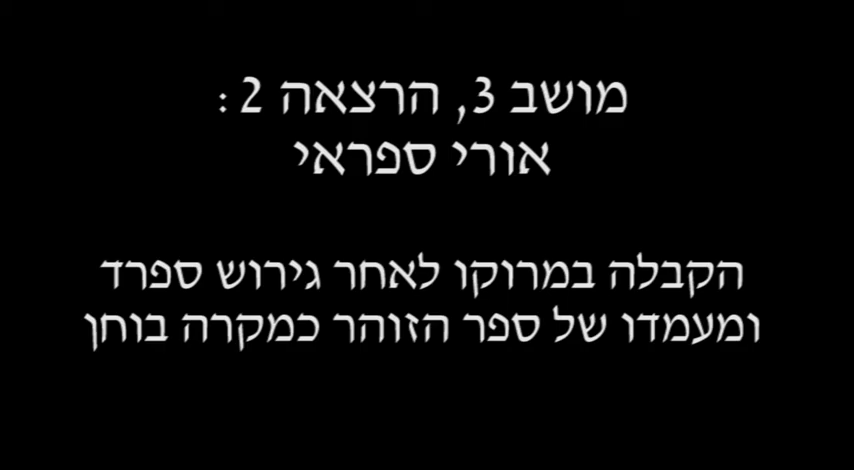 מושב 3, הרצאה 2 :
אורי ספראי
הקבלה במרוקו לאחר גירוש ספרד
ומעמדו של ספר הזוהר כמקרה בוחן